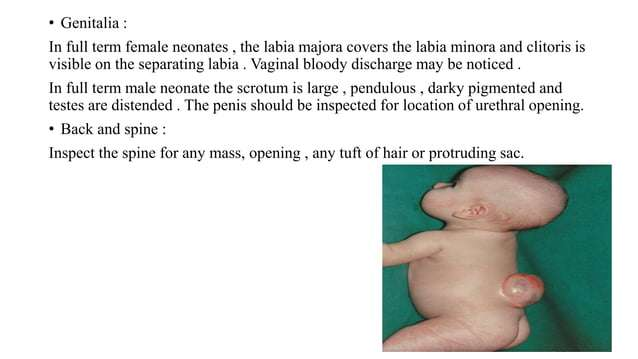 • Genitalia :
In full term female neonates , the labia majora covers the labia minora and clitoris is
visible on the separating labia . Vaginal bloody discharge may be noticed .
In full term male neonate the scrotum is large , pendulous , darky pigmented and
testes are distended . The penis should be inspected for location of urethral opening.
• Back and spine :
Inspect the spine for any mass, opening , any tuft of hair or protruding sac.